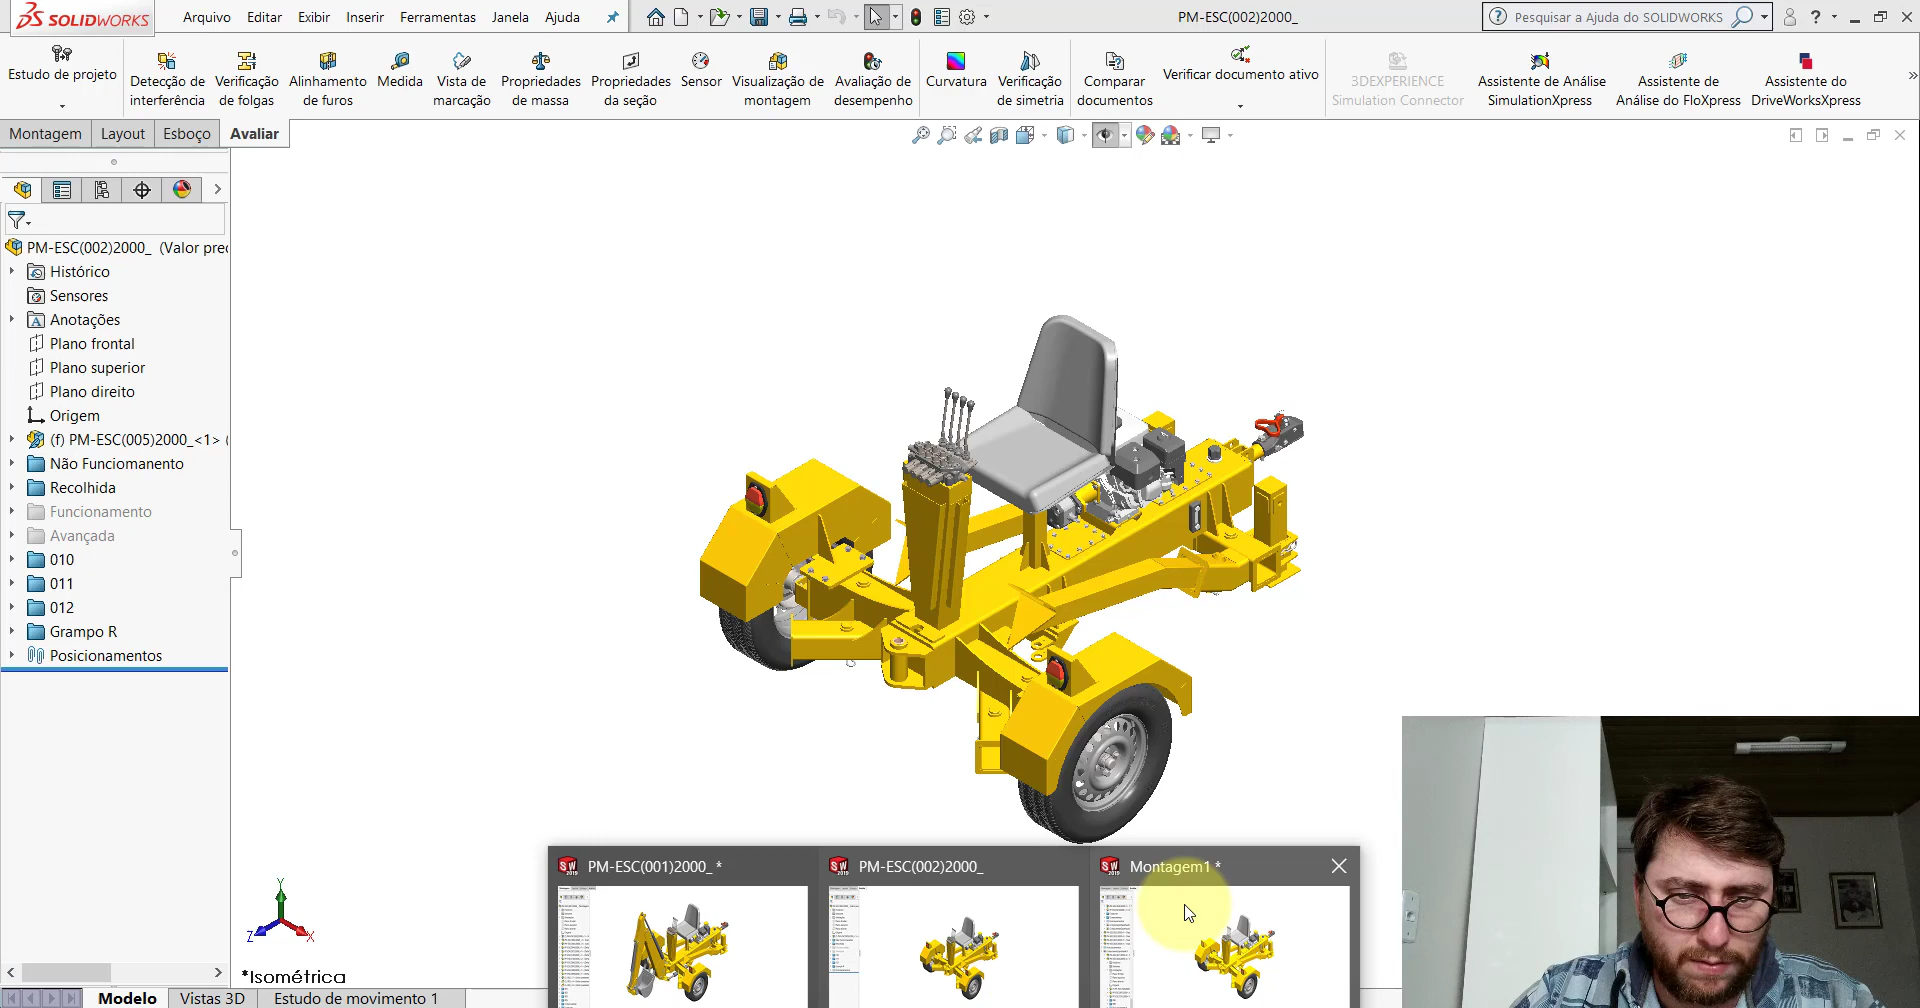 SOLIDWORKS
Arquivo Editar Exibir Inserir Ferramentas Janela Ajuda
PM-ESC(002)2000_
Pesquisar a Ajuda do SOLIDWORKS
Estudo de projeto
Detecção de interferência
Verificação de folgas
Alinhamento de furos
Medida
Vista de marcação
Propriedades de massa
Propriedades da seção
Sensor
Visualização de montagem
Avaliação de desempenho
Curvatura
Verificação de simetria
Comparar documentos
Verificar documento ativo
3DEXPERIENCE Simulation Connector
Assistente de Análise SimulationXpress
Assistente de Análise do FloXpress
Assistente do DriveWorksXpress
Montagem Layout Esboço Avaliar
PM-ESC(002)2000_ (Valor pre
Histórico
Sensores
Anotações
Plano frontal
Plano superior
Plano direito
Origem
(f) PM-ESC(005)2000_<1> (
Não Funciomanento
Recolhida
Funcionamento
Avançada
010
011
012
Grampo R
Posicionamentos
Y
Z X
*Isométrica
PM-ESC(001)2000_ *
PM-ESC(002)2000_
Montagem1 *
Modelo Vistas 3D Estudo de movimento 1